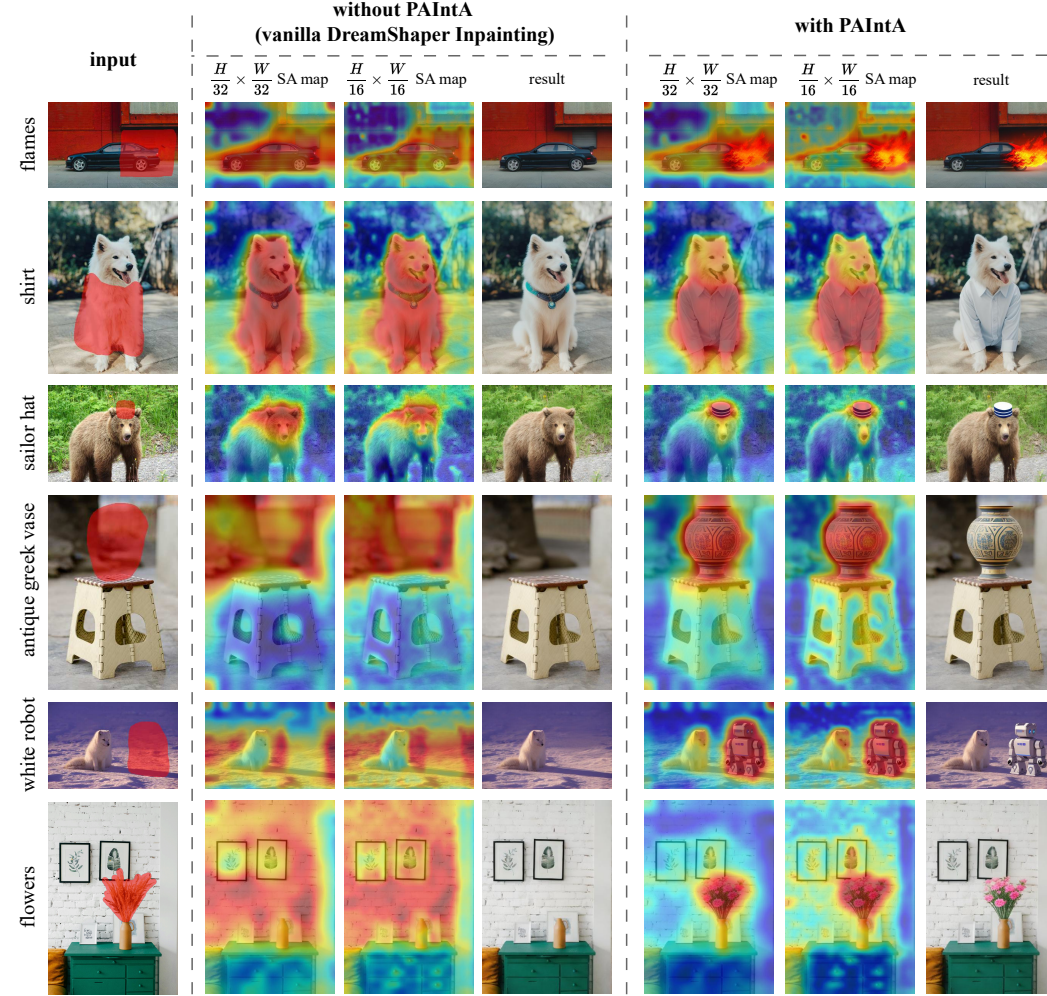 without PAIntA
(vanilla DreamShaper Inpainting)
with PAIntA
input
H/32 × W/32 SA map
H/16 × W/16 SA map
result
H/32 × W/32 SA map
H/16 × W/16 SA map
result
flames
shirt
sailor hat
antique greek vase
white robot
flowers